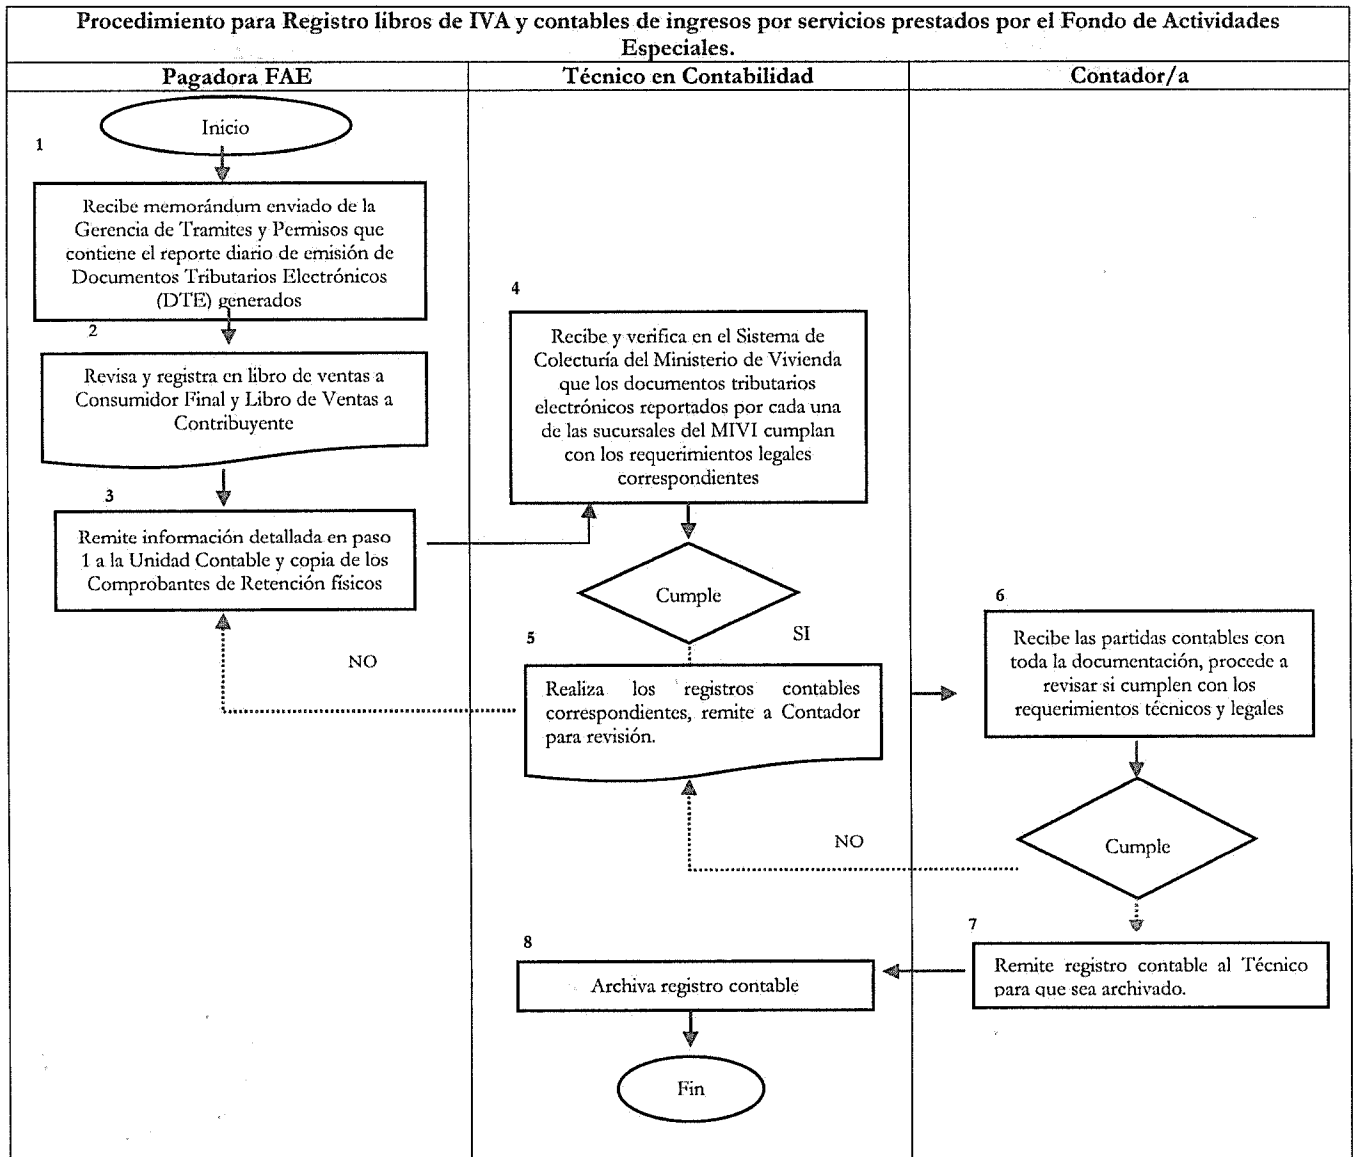 Procedimiento para Registro libros de IVA y contables de ingresos por servicios prestados por el Fondo de Actividades
Especiales.
Pagadora FAE
Técnico en Contabilidad
Contador/a
Inicio
1
Recibe memorándum enviado de la
Gerencia de Tramites y Permisos que
contiene el reporte diario de emisión de
Documentos Tributarios Electrónicos
(DTE) generados
2
Revisa y registra en libro de ventas a
Consumidor Final y Libro de Ventas a
Contribuyente
3
Remite información detallada en paso
1 a la Unidad Contable y copia de los
Comprobantes de Retención físicos
4
Recibe y verifica en el Sistema de
Colecturía del Ministerio de Vivienda
que los documentos tributarios
electrónicos reportados por cada una
de las sucursales del MIVI cumplan
con los requerimientos legales
correspondientes
Cumple
SI
NO
5
Realiza los registros contables
correspondientes, remite a Contador
para revisión.
6
Recibe las partidas contables con
toda la documentación, procede a
revisar si cumplen con los
requerimientos técnicos y legales
Cumple
NO
7
Remite registro contable al Técnico
para que sea archivado.
8
Archiva registro contable
Fin